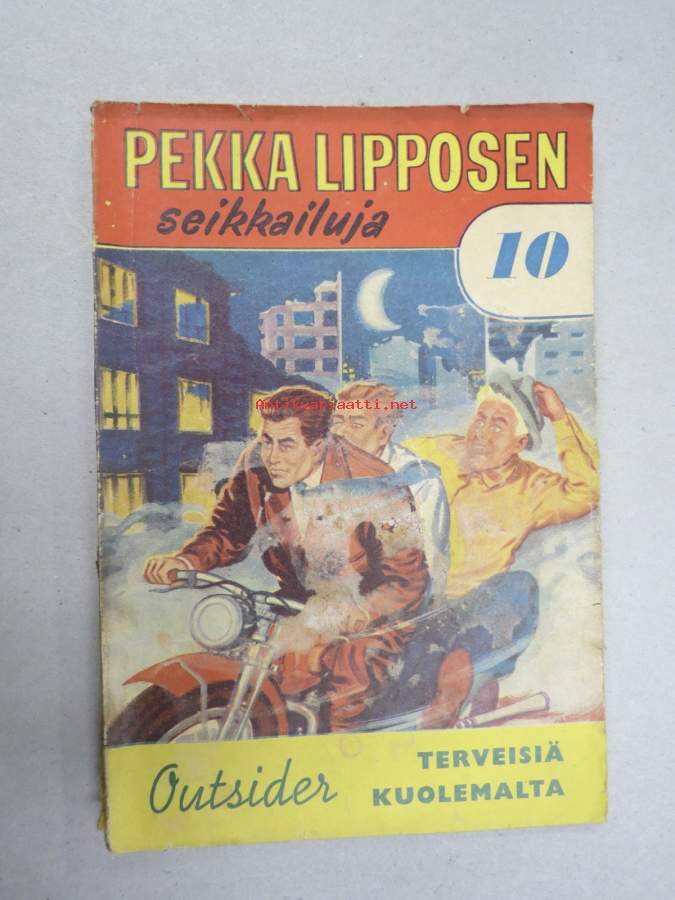 PEKKA LIPPOSEN
seikkailuja
10
Antikvariaatti.net
Outsider
TERVEISIÄ
KUOLEMALTA